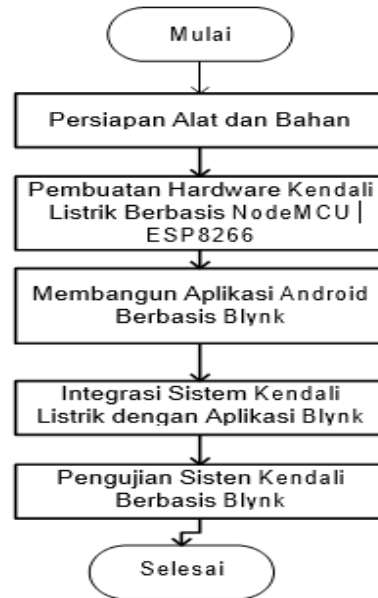 Mulai
Persiapan Alat dan Bahan
Pembuatan Hardware Kendali
Listrik Berbasis NodeMCU |
ESP8266
Membangun Aplikasi Android
Berbasis Blynk
Integrasi Sistem Kendali
Listrik dengan Aplikasi Blynk
Pengujian Sisten Kendali
Berbasis Blynk
Selesai